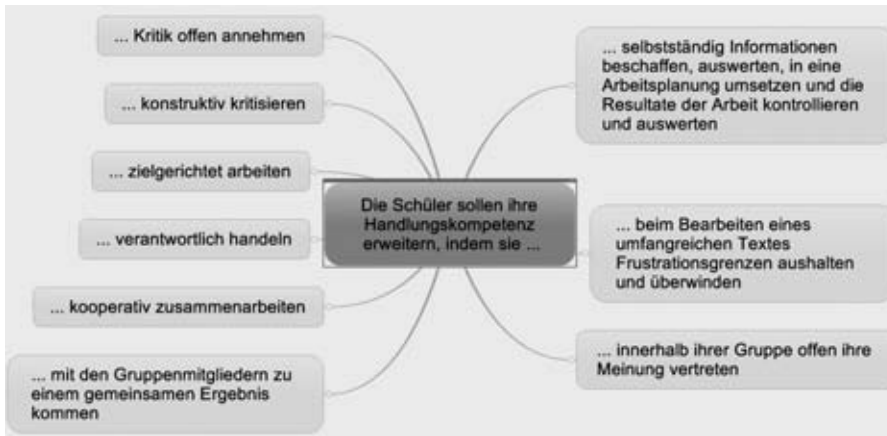 ... Kritik offen annehmen
... konstruktiv kritisieren
... zielgerichtet arbeiten
... verantwortlich handeln
... kooperativ zusammenarbeiten
... mit den Gruppenmitgliedern zu
einem gemeinsamen Ergebnis
kommen
Die Schüler sollen ihre
Handlungskompetenz
erweitern, indem sie ...
... selbstständig Informationen
beschaffen, auswerten, in eine
Arbeitsplanung umsetzen und die
Resultate der Arbeit kontrollieren
und auswerten
... beim Bearbeiten eines
umfangreichen Textes
Frustrationsgrenzen aushalten
und überwinden
... innerhalb ihrer Gruppe offen ihre
Meinung vertreten